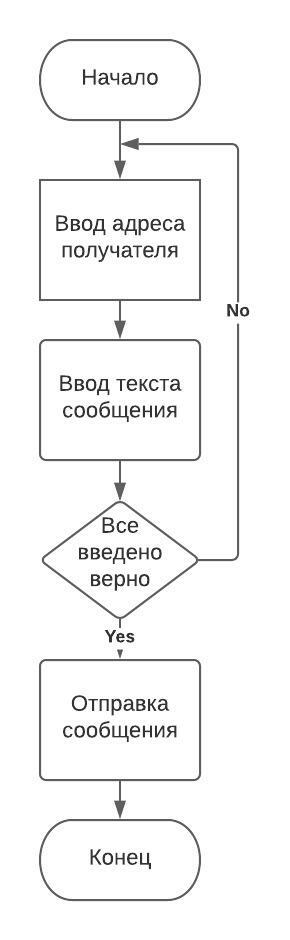 Начало
Ввод адреса
получателя
No
Ввод текста
сообщения
Все
введено
верно
Yes
Отправка
сообщения
Конец